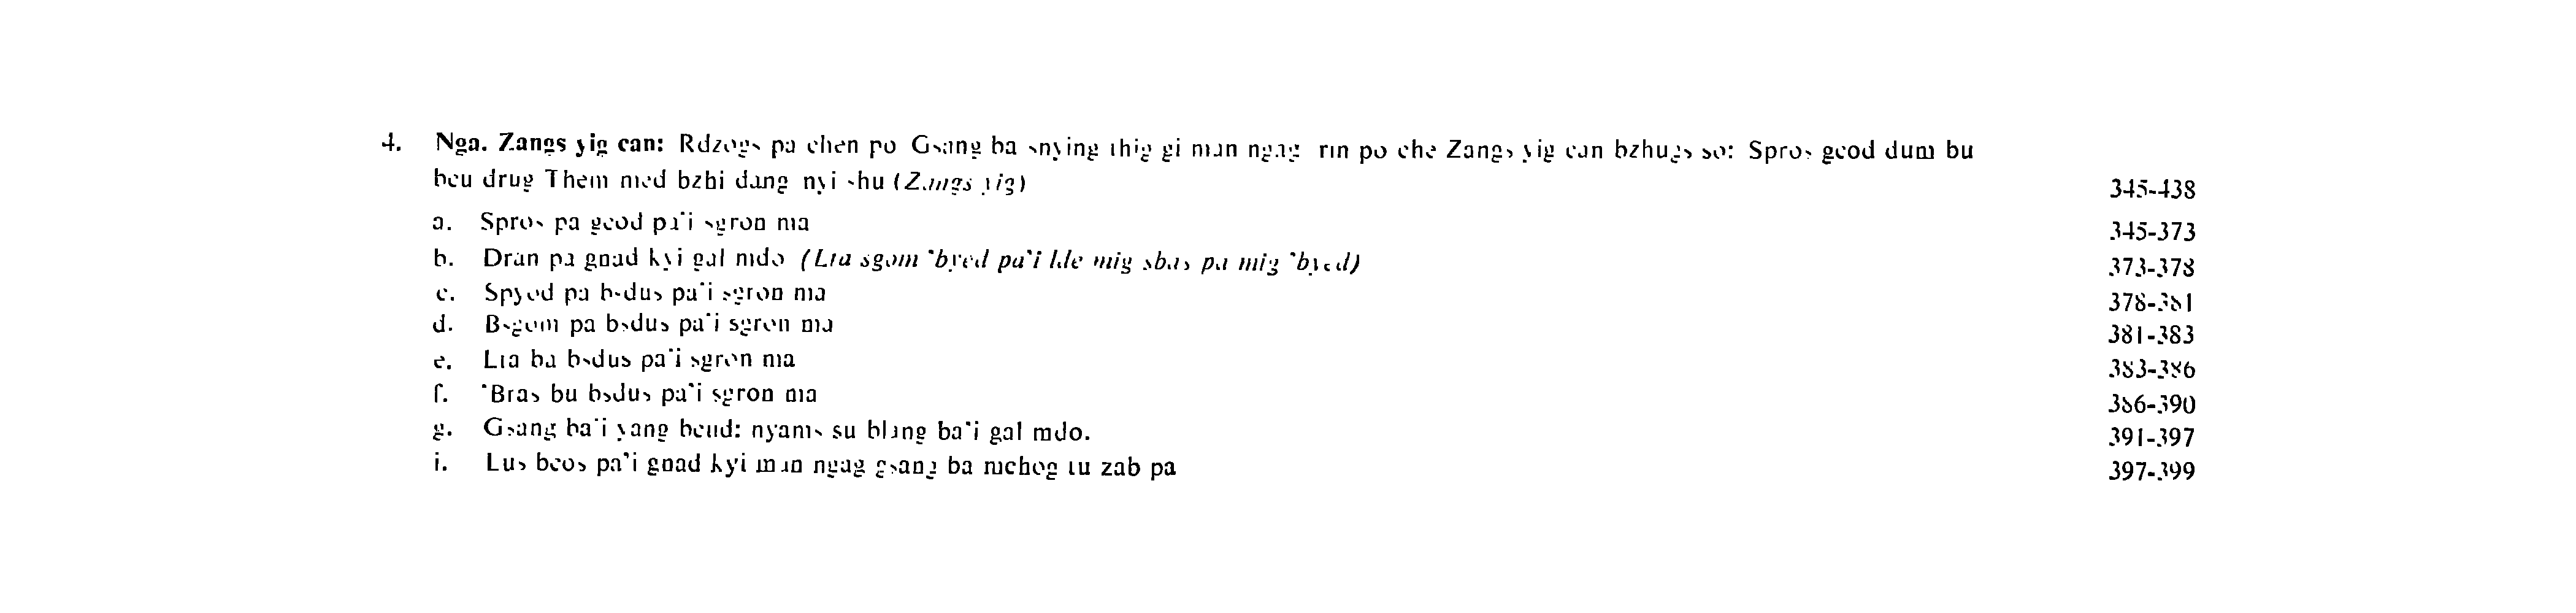 4. Nga. Zangs yig can: Rdzogs pa chen po Gsang ba snying thig gi man ngag rin po che Zangs yig can bzhugs so: Spros gcod dum bu
bcu drug Them med bzhi dang nyi shu (Zangs yig) 345-438
a. Spros pa gcod pa'i sgron ma 345-373
b. Dran pa gnad kyi gal mdo (Lta sgom 'byed pa'i lde mig sbas pa mig 'byed) 373-378
c. Spyod pa bsdus pa'i sgron ma 378-381
d. Bsgom pa bsdus pa'i sgron ma 381-383
e. Lta ba bsdus pa'i sgron ma 383-386
f. 'Bras bu bsdus pa'i sgron ma 386-390
g. Gsang ba'i yang bcud: nyams su blang ba'i gal mdo. 391-397
i. Lus bcos pa'i gnad kyi man ngag gsang ba mchog tu zab pa 397-399